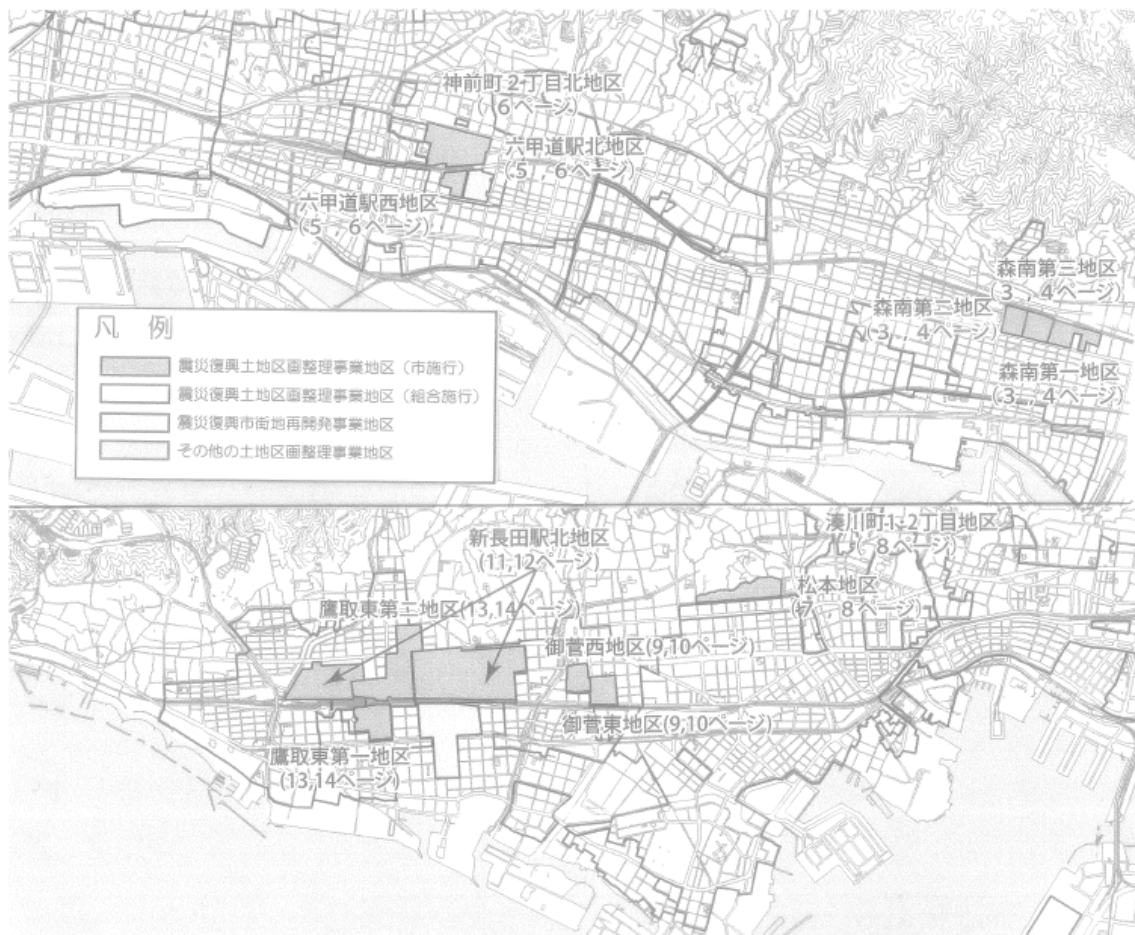 神前町2丁目北地区
( 6ページ)
六甲道駅北地区
(5 , 6ページ)
六甲道駅西地区
(5 , 6ページ)
森南第三地区
(3 , 4ページ)
森南第二地区
(3 , 4ページ)
森南第一地区
(3 , 4ページ)
凡 例
震災復興土地区画整理事業地区(市施行)
震災復興土地区画整理事業地区(組合施行)
震災復興市街地再開発事業地区
その他の土地区画整理事業地区
新長田駅北地区
(11,12ページ)
湊川町1-2丁目地区
( 8ページ)
松本地区
(7 , 8ページ)
鷹取東第二地区(13,14ページ)
御菅西地区(9,10ページ)
御菅東地区(9,10ページ)
鷹取東第一地区
(13,14ページ)